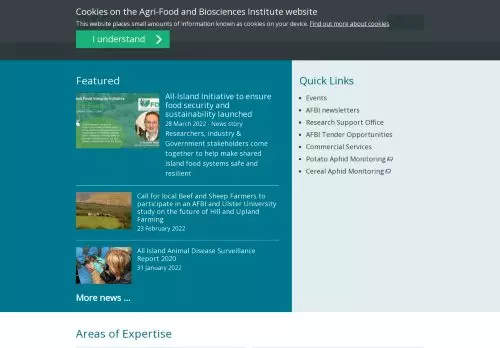 Cookies on the Agri-Food and Biosciences Institute website
This website places small amounts of information known as cookies on your device. Find out more about cookies
I understand
Featured
All-Island Initiative to ensure
food security and
sustainability launched
28 March 2022 - News story
Researchers, industry &
Government stakeholders come
together to help make shared
island food systems safe and
resilient
Call for local Beef and Sheep Farmers to
participate in an AFBI and Ulster University
study on the future of Hill and Upland
Farming
23 February 2022
All Island Animal Disease Surveillance
Report 2020
31 January 2022
More news ...
Quick Links
Events
AFBI newsletters
Research Support Office
AFBI Tender Opportunities
Commercial Services
Potato Aphid Monitoring
Cereal Aphid Monitoring
Areas of Expertise